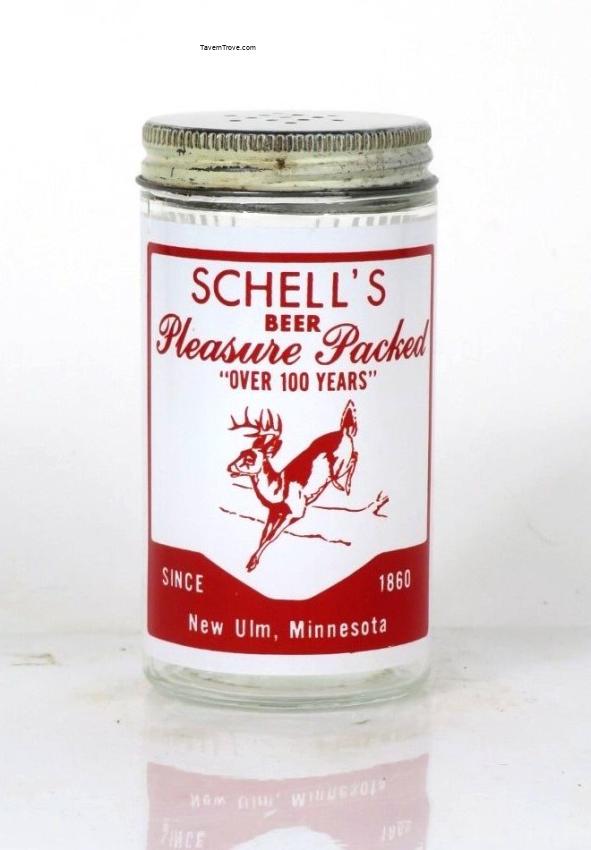 TavernTrove.com
SCHELL'S
BEER
Pleasure Packed
"OVER 100 YEARS"
SINCE 1860
New Ulm, Minnesota